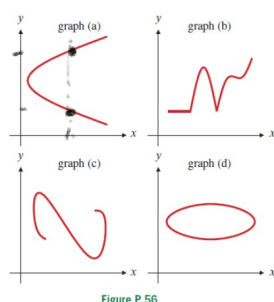 y graph (a) y graph (b)
x x
y graph (c) y graph (d)
x x
Figure P.56